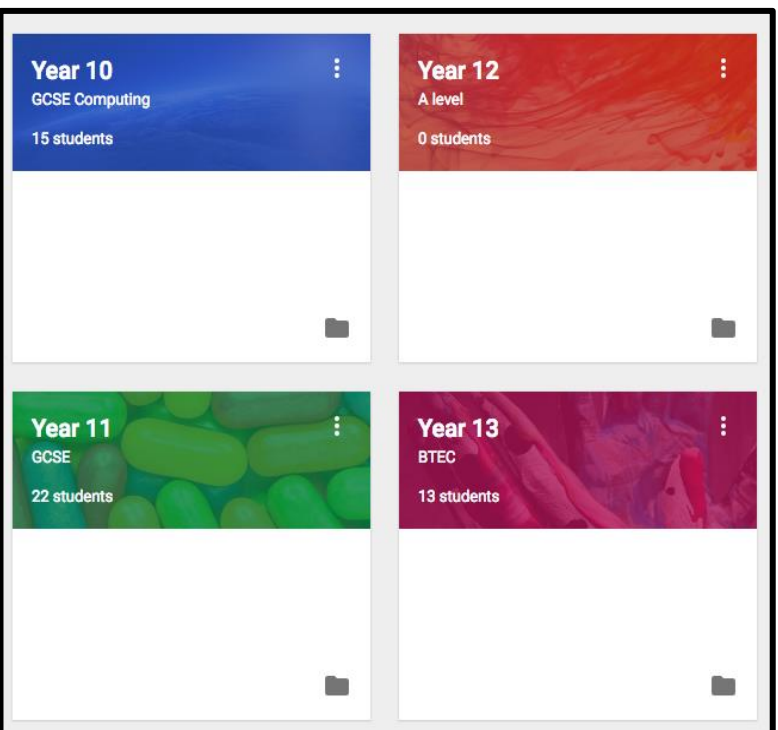 Year 10
GCSE Computing
15 students
Year 12
A level
0 students
Year 11
GCSE
22 students
Year 13
BTEC
13 students